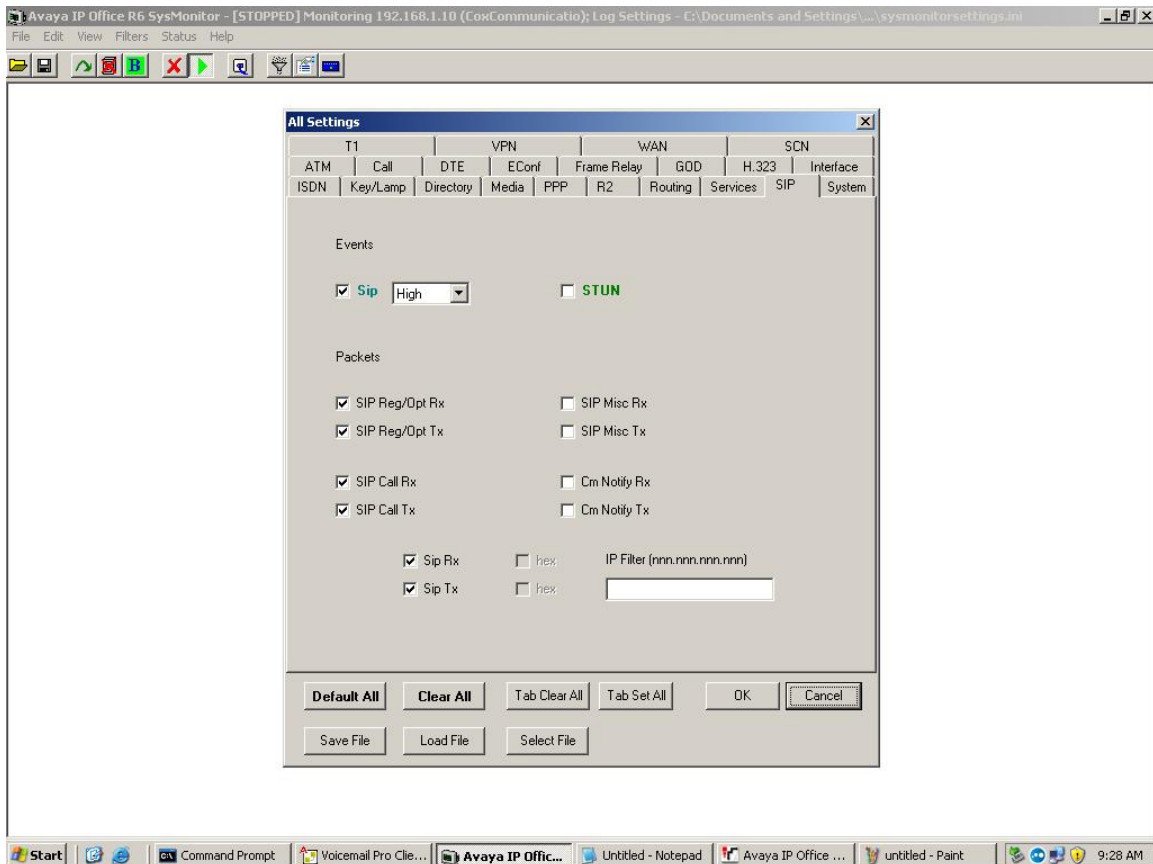 Avaya IP Office R6 SysMonitor - [STOPPED] Monitoring 192.168.1.10 (CoxCommunicatio); Log Settings - C:\Documents and Settings\...\sysmonitorsettings.ini
File Edit View Filters Status Help
B
All Settings
T1 VPN WAN SCN
ATM Call DTE EConf Frame Relay GOD H.323 Interface
ISDN Key/Lamp Directory Media PPP R2 Routing Services SIP System
Events
Sip High STUN
Packets
SIP Reg/Opt Rx SIP Misc Rx
SIP Reg/Opt Tx SIP Misc Tx
SIP Call Rx Cm Notify Rx
SIP Call Tx Cm Notify Tx
Sip Rx hex IP Filter (nnn.nnn.nnn.nnn)
Sip Tx hex
Default All Clear All Tab Clear All Tab Set All OK Cancel
Save File Load File Select File
Start Command Prompt Voicemail Pro Clie... Avaya IP Offic... Untitled - Notepad Avaya IP Office ... untitled - Paint 9:28 AM